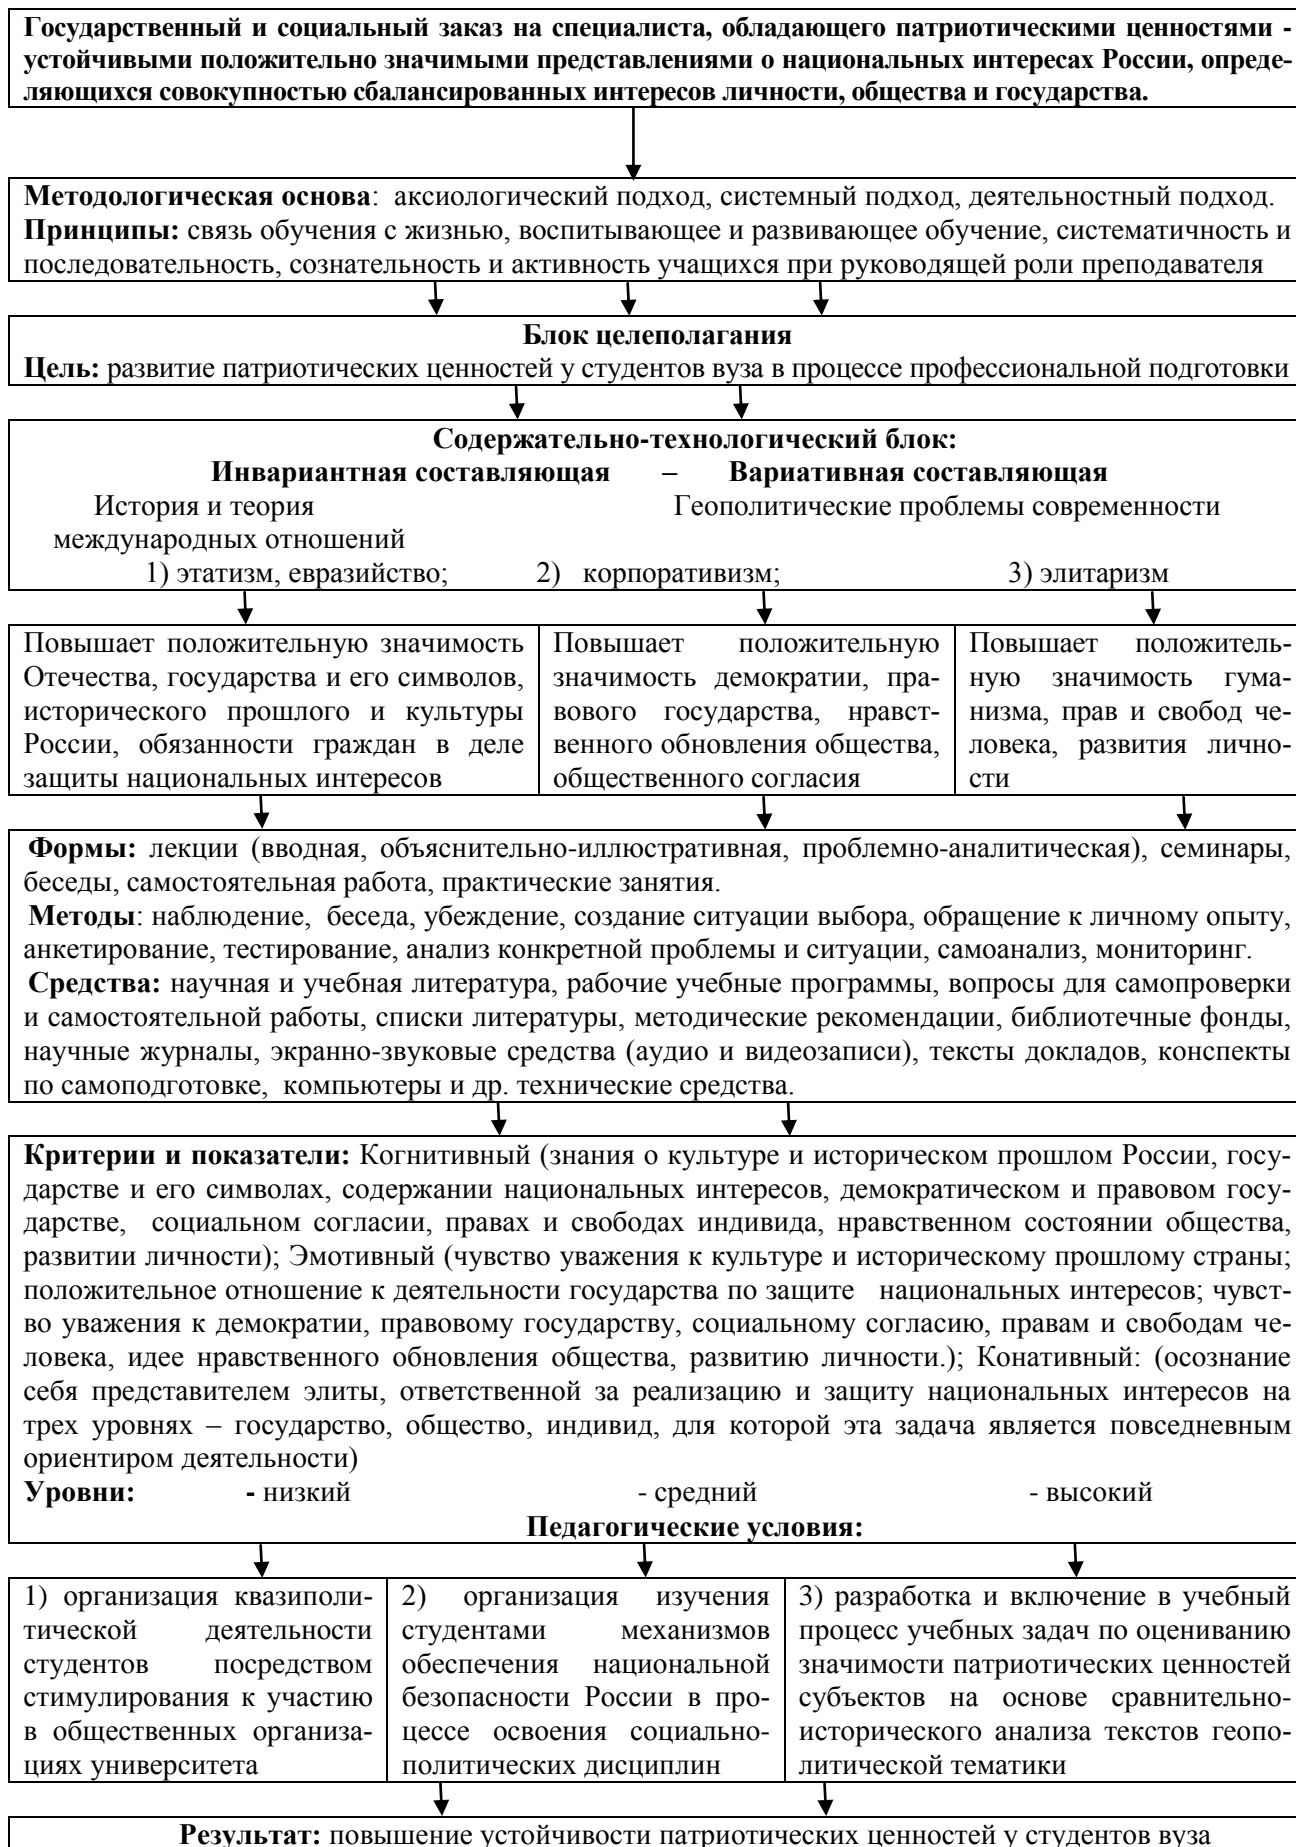 Государственный и социальный заказ на специалиста, обладающего патриотическими ценностями -
устойчивыми положительно значимыми представлениями о национальных интересах России, опреде-
ляющихся совокупностью сбалансированных интересов личности, общества и государства.
Методологическая основа: аксиологический подход, системный подход, деятельностный подход.
Принципы: связь обучения с жизнью, воспитывающее и развивающее обучение, систематичность и
последовательность, сознательность и активность учащихся при руководящей роли преподавателя
Блок целеполагания
Цель: развитие патриотических ценностей у студентов вуза в процессе профессиональной подготовки
Содержательно-технологический блок:
Инвариантная составляющая – Вариативная составляющая
История и теория Геополитические проблемы современности
международных отношений
1) этатизм, евразийство; 2) корпоративизм; 3) элитаризм
Повышает положительную значимость
Отечества, государства и его символов,
исторического прошлого и культуры
России, обязанности граждан в деле
защиты национальных интересов
Повышает положительную
значимость демократии, пра-
вового государства, нравст-
венного обновления общества,
общественного согласия
Повышает положитель-
ную значимость гума-
низма, прав и свобод че-
ловека, развития лично-
сти
Формы: лекции (вводная, объяснительно-иллюстративная, проблемно-аналитическая), семинары,
беседы, самостоятельная работа, практические занятия.
Методы: наблюдение, беседа, убеждение, создание ситуации выбора, обращение к личному опыту,
анкетирование, тестирование, анализ конкретной проблемы и ситуации, самоанализ, мониторинг.
Средства: научная и учебная литература, рабочие учебные программы, вопросы для самопроверки
и самостоятельной работы, списки литературы, методические рекомендации, библиотечные фонды,
научные журналы, экранно-звуковые средства (аудио и видеозаписи), тексты докладов, конспекты
по самоподготовке, компьютеры и др. технические средства.
Критерии и показатели: Когнитивный (знания о культуре и историческом прошлом России, госу-
дарстве и его символах, содержании национальных интересов, демократическом и правовом госу-
дарстве, социальном согласии, правах и свободах индивида, нравственном состоянии общества,
развитии личности); Эмотивный (чувство уважения к культуре и историческому прошлому страны;
положительное отношение к деятельности государства по защите национальных интересов; чувст-
во уважения к демократии, правовому государству, социальному согласию, правам и свободам че-
ловека, идее нравственного обновления общества, развитию личности.); Конативный: (осознание
себя представителем элиты, ответственной за реализацию и защиту национальных интересов на
трех уровнях – государство, общество, индивид, для которой эта задача является повседневным
ориентиром деятельности)
Уровни: - низкий - средний - высокий
Педагогические условия:
1) организация квазиполи-
тической деятельности
студентов посредством
стимулирования к участию
в общественных организа-
циях университета
2) организация изучения
студентами механизмов
обеспечения национальной
безопасности России в про-
цессе освоения социально-
политических дисциплин
3) разработка и включение в учебный
процесс учебных задач по оцениванию
значимости патриотических ценностей
субъектов на основе сравнительно-
исторического анализа текстов геопо-
литической тематики
Результат: повышение устойчивости патриотических ценностей у студентов вуза